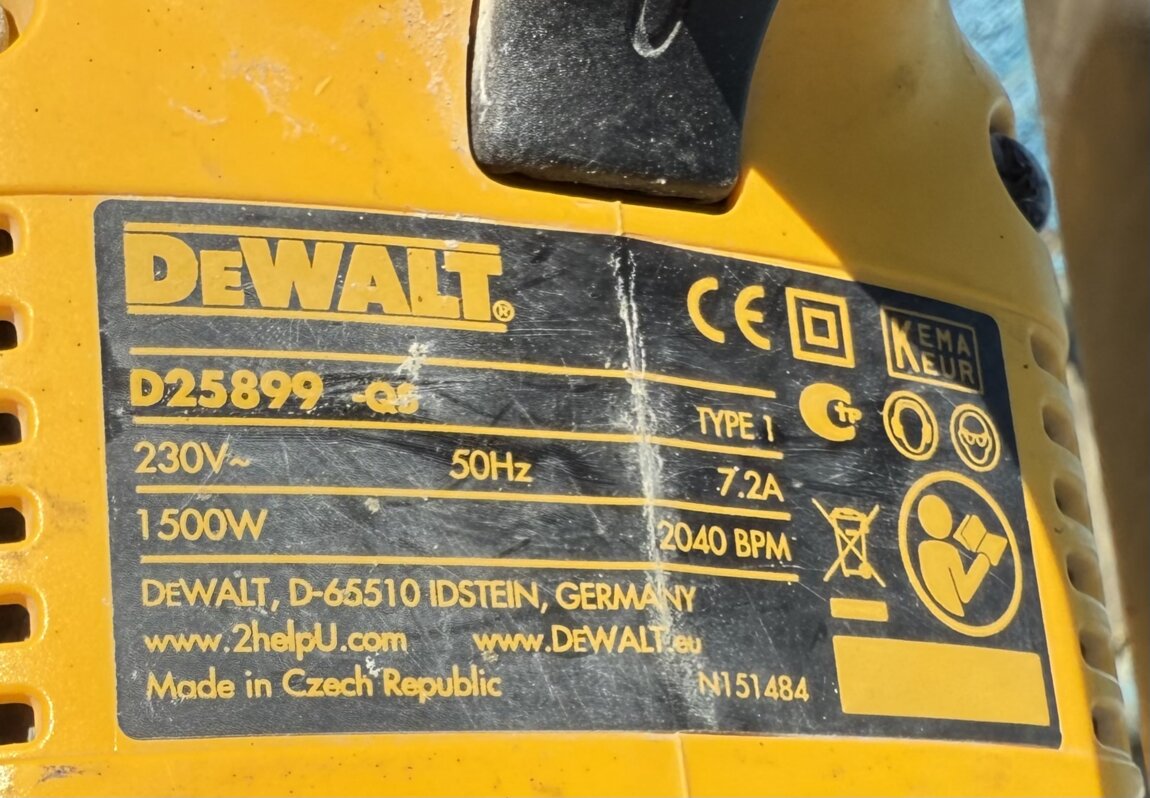 DEWALT®
CE
KEMA
KEUR
D25899 -QS
TYPE 1
230V~ 50Hz 7.2A
1500W 2040 BPM
DEWALT, D-65510 IDSTEIN, GERMANY
www.2helpU.com www.DEWALT.eu
Made in Czech Republic N151484